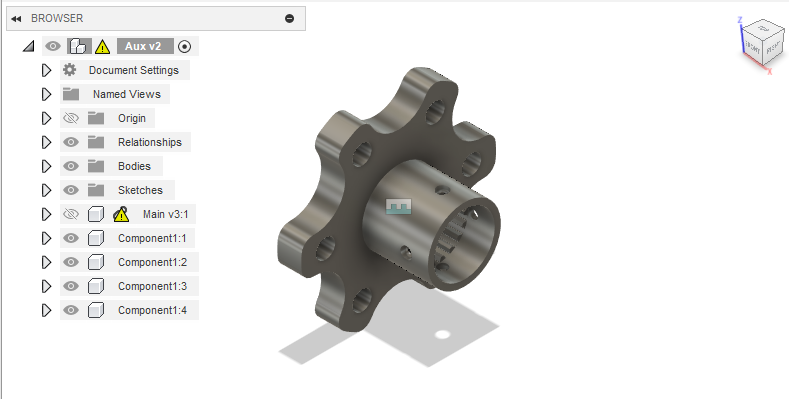 BROWSER
Aux v2
Document Settings
Named Views
Origin
Relationships
Bodies
Sketches
Main v3:1
Component1:1
Component1:2
Component1:3
Component1:4
Z
TOP
FRONT
RIGHT
X